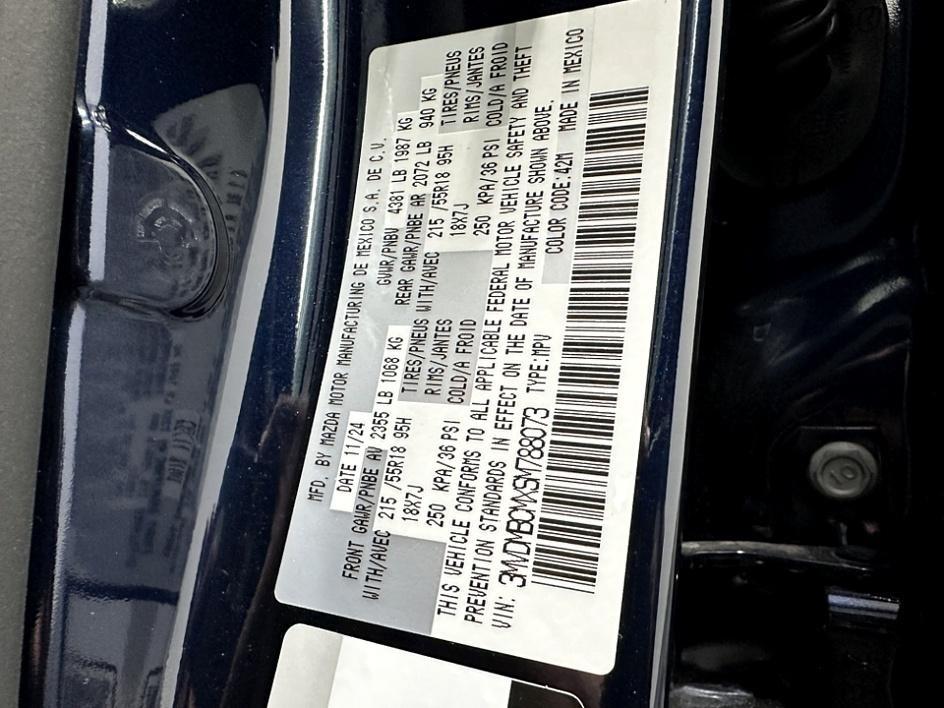 MFD. BY MAZDA MOTOR MANUFACTURING DE MEXICO S.A. DE C.V.
DATE 11/24 GVWR/PNBV 4381 LB 1987 KG
FRONT GAWR/PNBE AV 2355 LB 1068 KG REAR GAWR/PNBE AR 2072 LB 940 KG
WITH/AVEC 215 /55R18 95H TIRES/PNEUS WITH/AVEC 215 /55R18 95H TIRES/PNEUS
18X7J RIMS/JANTES 18X7J RIMS/JANTES
250 KPA/36 PSI COLD/A FROID 250 KPA/36 PSI COLD/A FROID
THIS VEHICLE CONFORMS TO ALL APPLICABLE FEDERAL MOTOR VEHICLE SAFETY AND THEFT
PREVENTION STANDARDS IN EFFECT ON THE DATE OF MANUFACTURE SHOWN ABOVE.
VIN: 3MVDMBCMXSM788073 TYPE:MPV COLOR CODE:42M MADE IN MEXICO
10